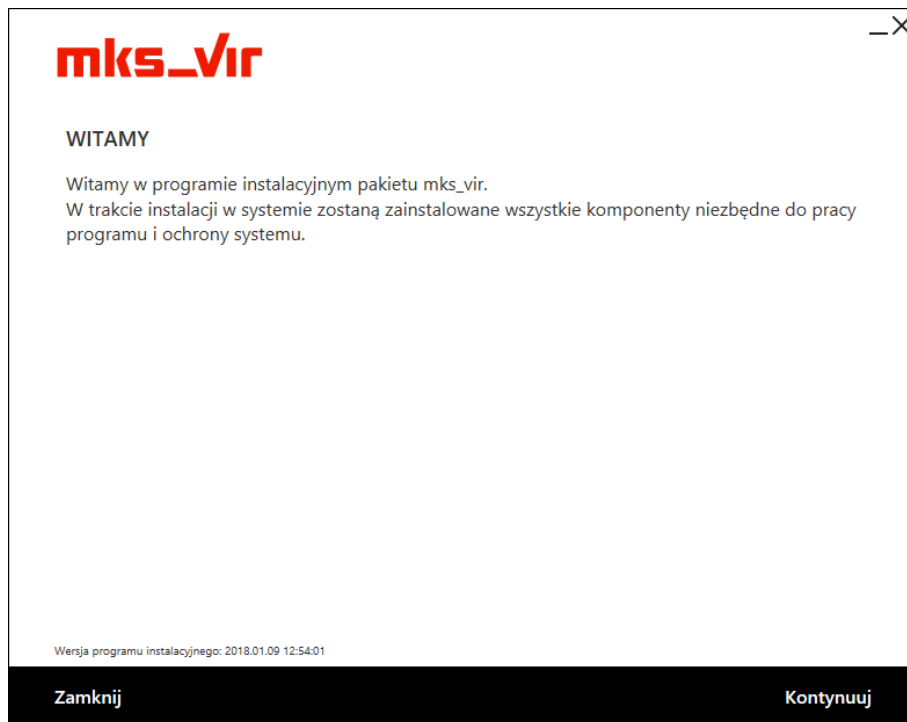 mks_vir
WITAMY
Witamy w programie instalacyjnym pakietu mks_vir.
W trakcie instalacji w systemie zostaną zainstalowane wszystkie komponenty niezbędne do pracy
programu i ochrony systemu.
Wersja programu instalacyjnego: 2018.01.09 12:54:01
Zamknij
Kontynuuj